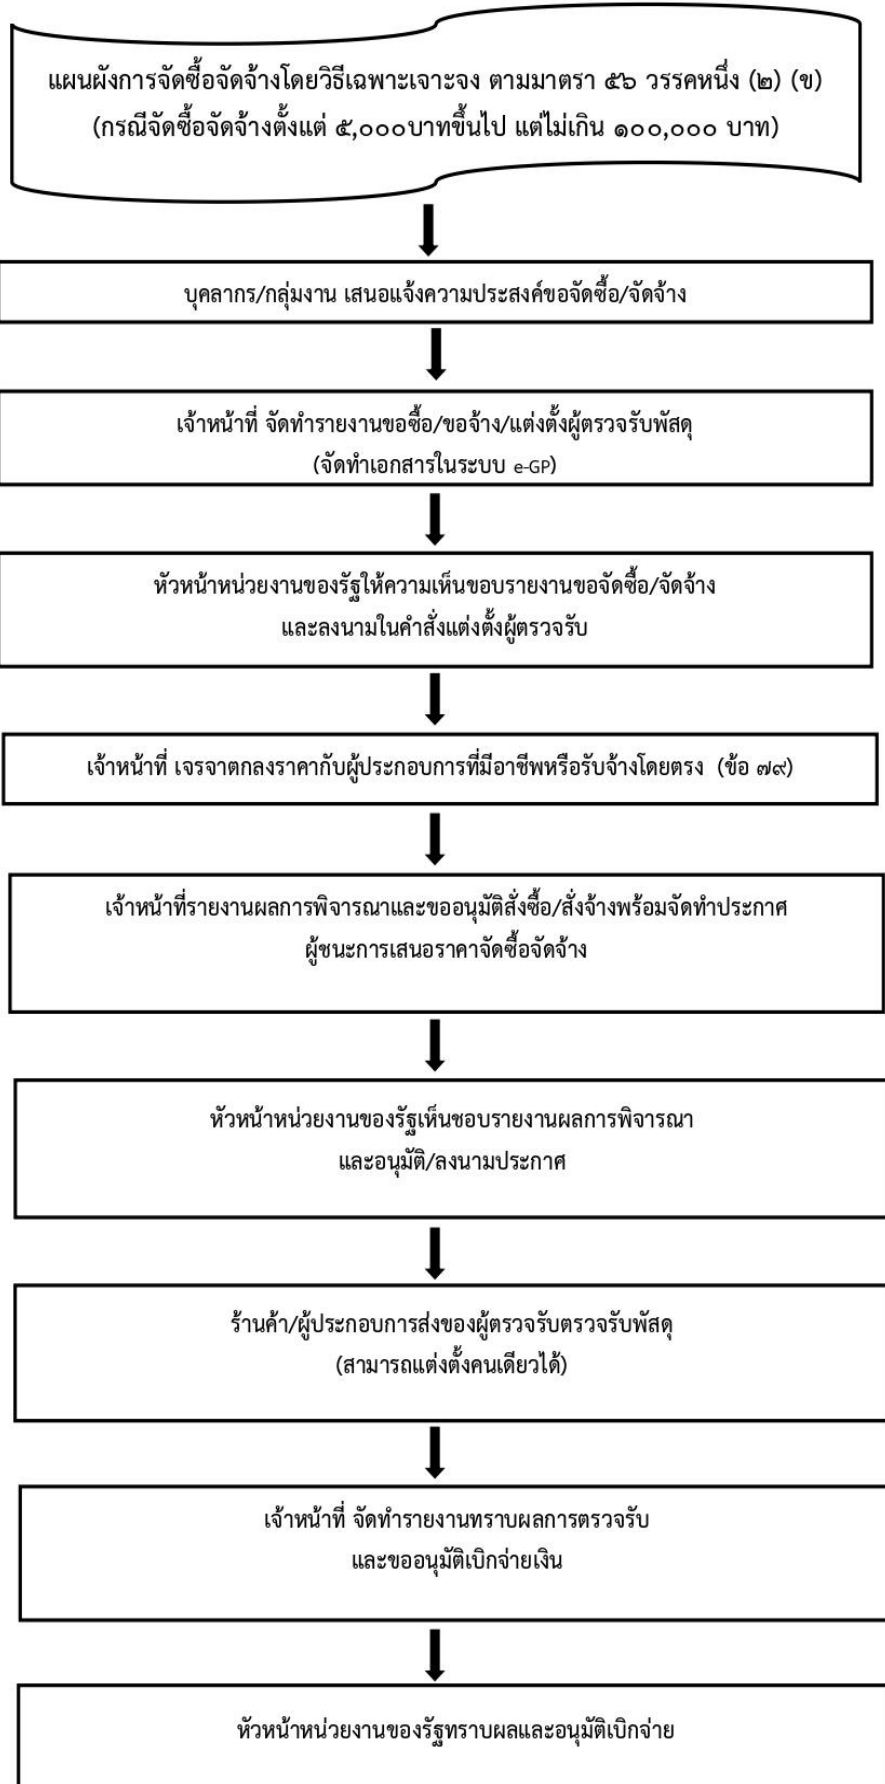 แผนผังการจัดซื้อจัดจ้างโดยวิธีเฉพาะเจาะจง ตามมาตรา ๕๖ วรรคหนึ่ง (๒) (ข)
(กรณีจัดซื้อจัดจ้างตั้งแต่ ๕,๐๐๐บาทขึ้นไป แต่ไม่เกิน ๑๐๐,๐๐๐ บาท)
บุคลากร/กลุ่มงาน เสนอแจ้งความประสงค์ขอจัดซื้อ/จัดจ้าง
เจ้าหน้าที่ จัดทำรายงานขอซื้อ/ขอจ้าง/แต่งตั้งผู้ตรวจรับพัสดุ
(จัดทำเอกสารในระบบ e-GP)
หัวหน้าหน่วยงานของรัฐให้ความเห็นขอบรายงานขอจัดซื้อ/จัดจ้าง
และลงนามในคำสั่งแต่งตั้งผู้ตรวจรับ
เจ้าหน้าที่ เจรจาตกลงราคากับผู้ประกอบการที่มีอาชีพหรือรับจ้างโดยตรง (ข้อ ๗๙)
เจ้าหน้าที่รายงานผลการพิจารณาและขออนุมัติสั่งซื้อ/สั่งจ้างพร้อมจัดทำประกาศ
ผู้ชนะการเสนอราคาจัดซื้อจัดจ้าง
หัวหน้าหน่วยงานของรัฐเห็นชอบรายงานผลการพิจารณา
และอนุมัติ/ลงนามประกาศ
ร้านค้า/ผู้ประกอบการส่งของผู้ตรวจรับตรวจรับพัสดุ
(สามารถแต่งตั้งคนเดียวได้)
เจ้าหน้าที่ จัดทำรายงานทราบผลการตรวจรับ
และขออนุมัติเบิกจ่ายเงิน
หัวหน้าหน่วยงานของรัฐทราบผลและอนุมัติเบิกจ่าย